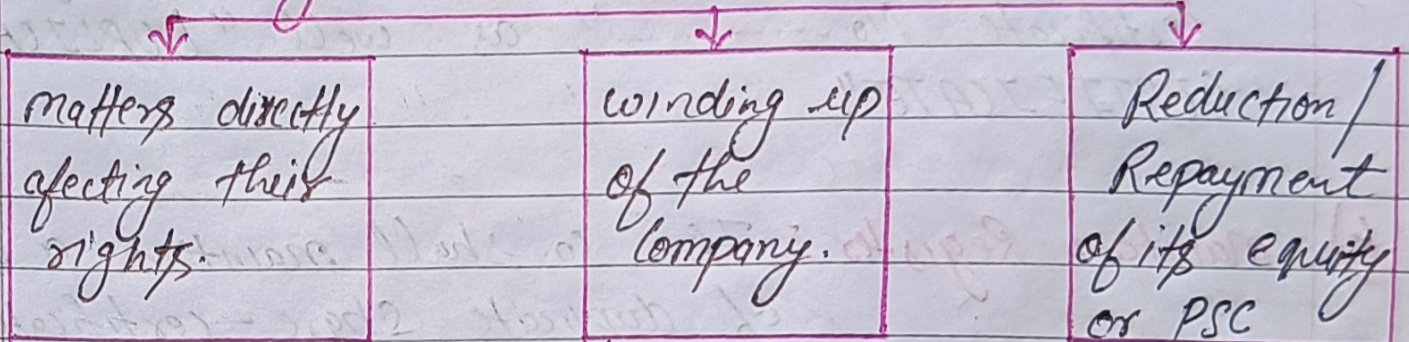 matters directly
afecting their
rights.
winding up
of the
Company.
Reduction/
Repayment
of its equity
or PSC